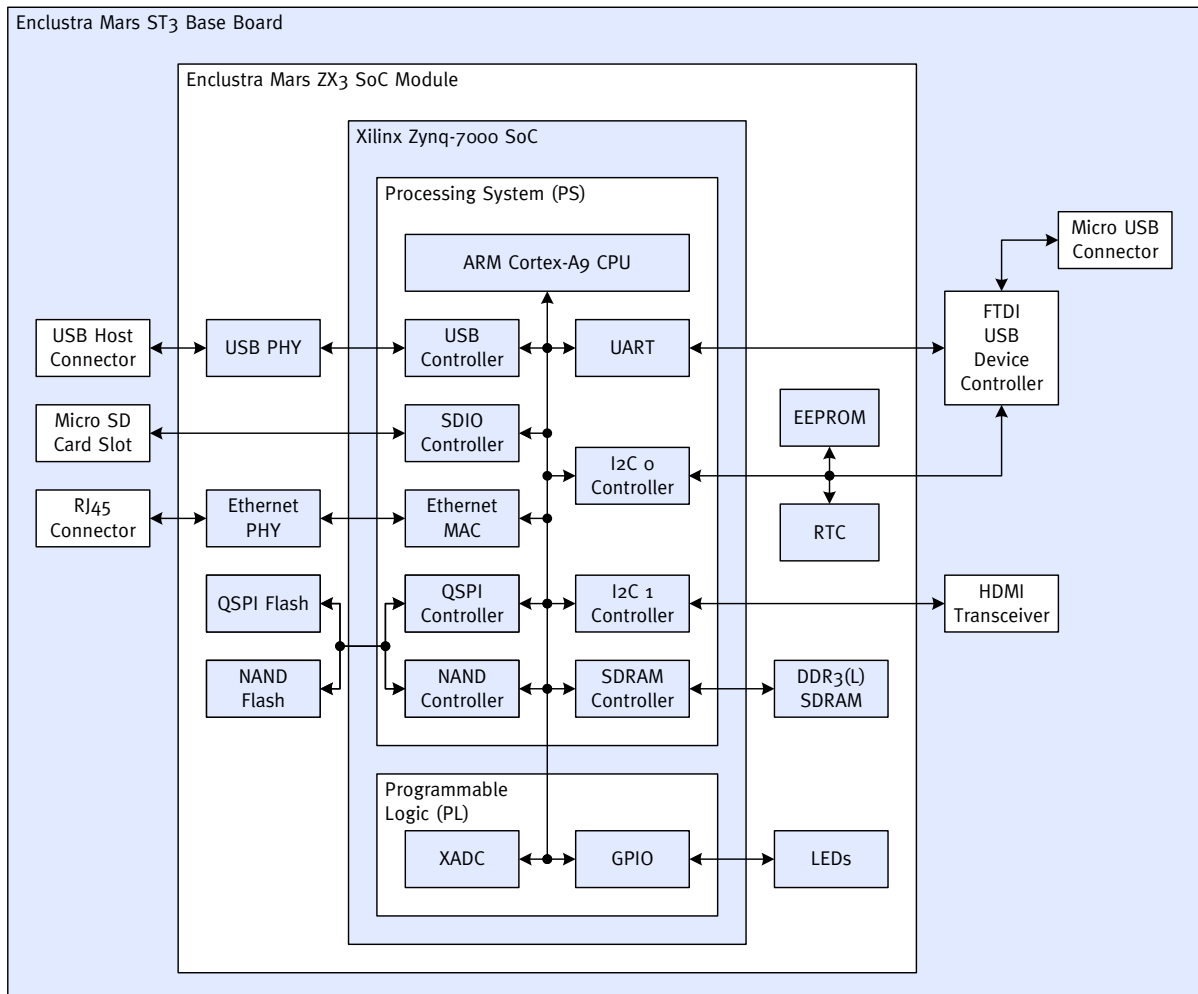 Enclustra Mars ST3 Base Board
Enclustra Mars ZX3 SoC Module
Xilinx Zynq-7000 SoC
Processing System (PS)
ARM Cortex-A9 CPU
Micro USB
Connector
USB Host
Connector
USB PHY
USB
Controller
UART
FTDI
USB
Device
Controller
Micro SD
Card Slot
SDIO
Controller
EEPROM
I2C 0
Controller
RJ45
Connector
Ethernet
PHY
Ethernet
MAC
RTC
QSPI Flash
QSPI
Controller
I2C 1
Controller
HDMI
Transceiver
NAND
Flash
NAND
Controller
SDRAM
Controller
DDR3(L)
SDRAM
Programmable
Logic (PL)
XADC
GPIO
LEDs